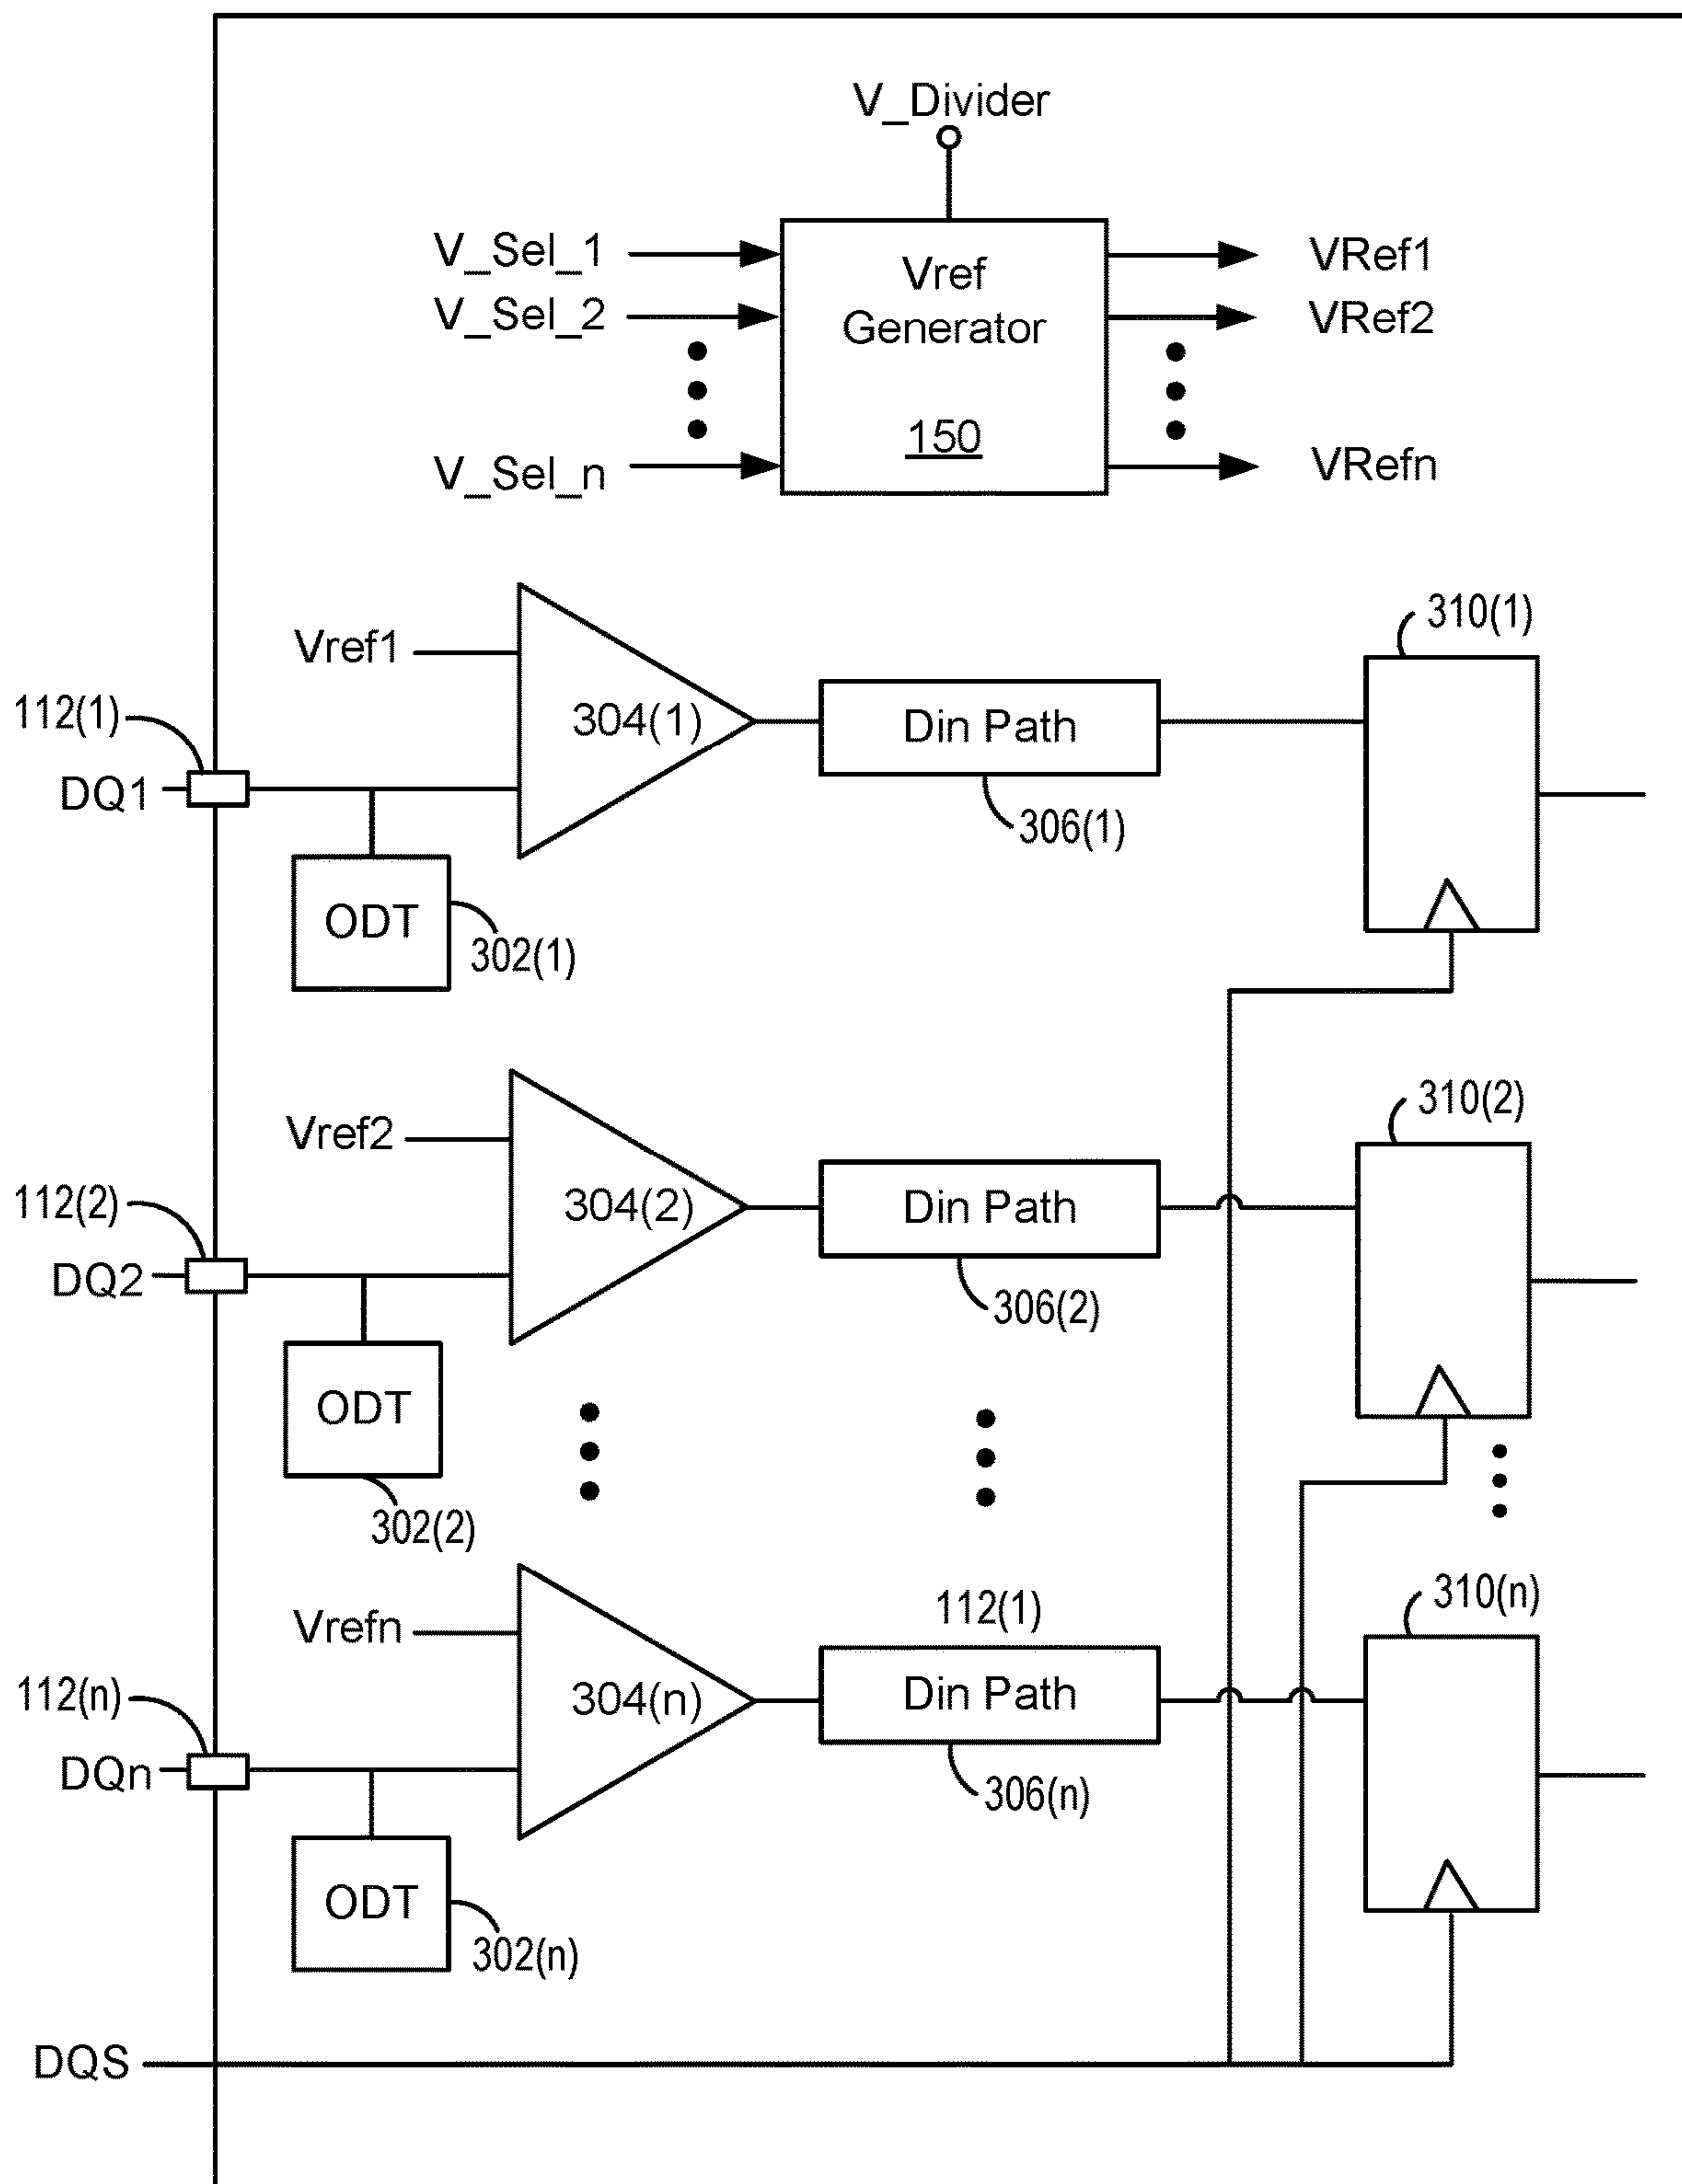 V_Divider
V_Sel_1
V_Sel_2
V_Sel_n
Vref
Generator
150
VRef1
VRef2
VRefn
310(1)
Vref1
304(1)
Din Path
112(1)
DQ1
306(1)
ODT
302(1)
310(2)
Vref2
304(2)
Din Path
112(2)
DQ2
306(2)
ODT
302(2)
310(n)
112(1)
Vrefn
304(n)
Din Path
112(n)
DQn
306(n)
ODT
302(n)
DQS